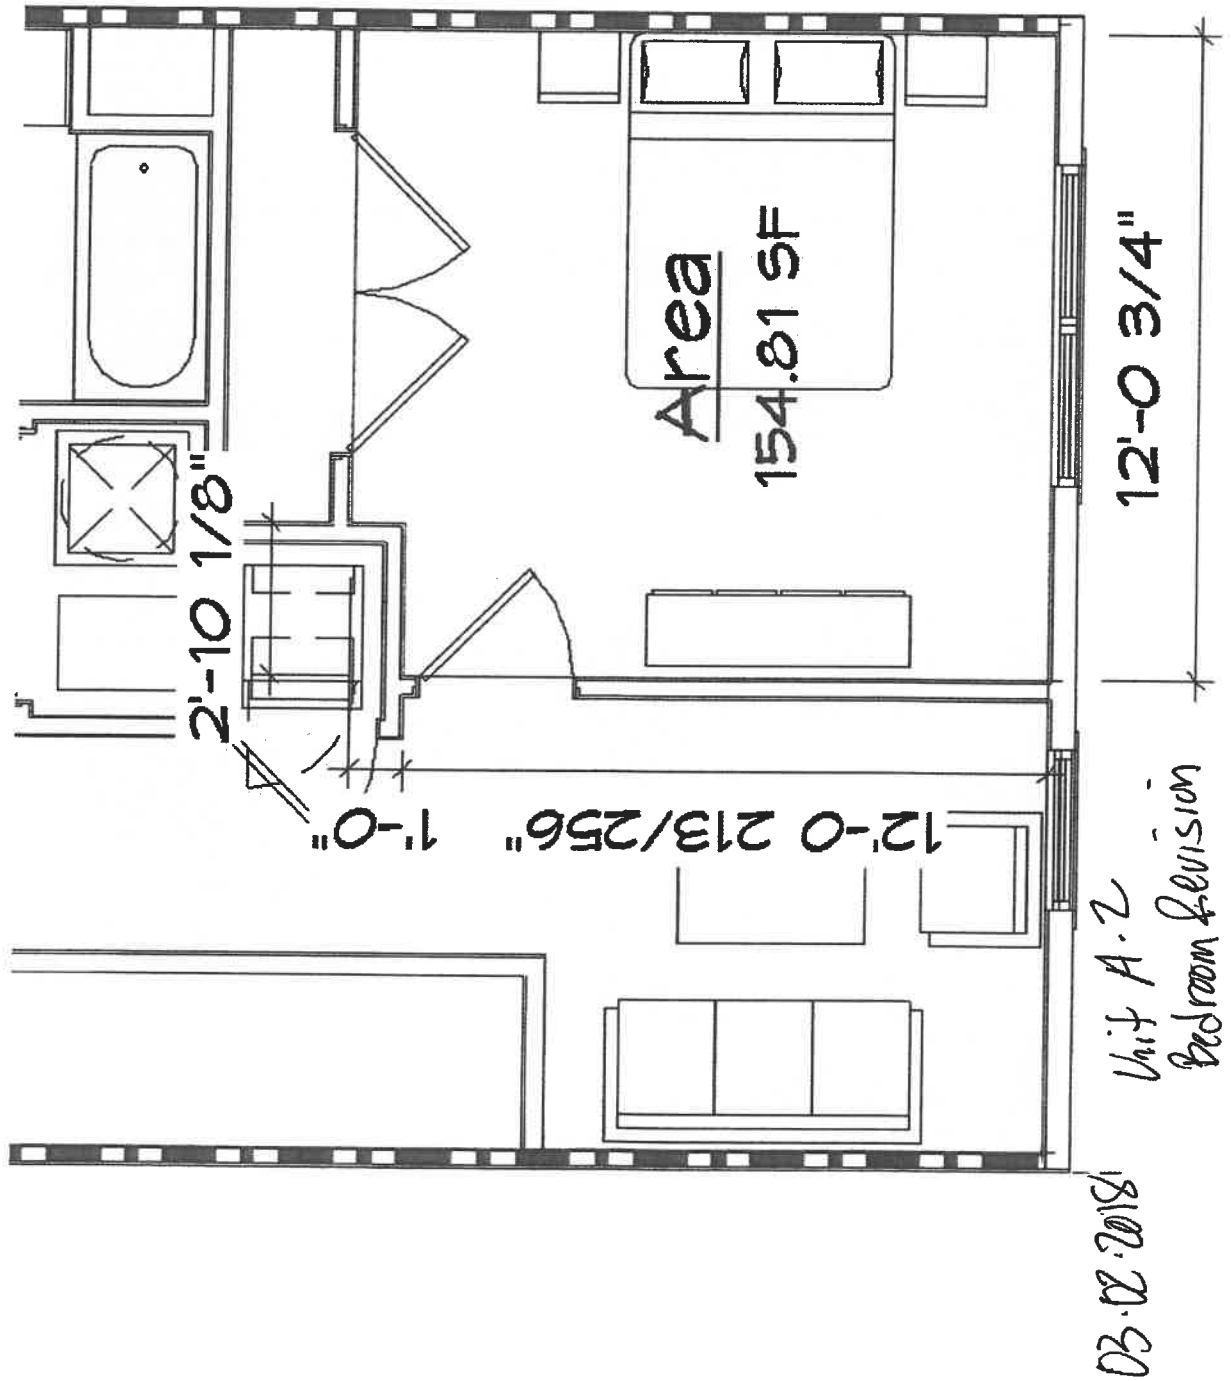 2'-10 1/8"
Area
154.81 SF
12'-0 3/4"
1'-0"
12'-0 213/256"
Unit A.2
Bedroom Revision
03.02.2018